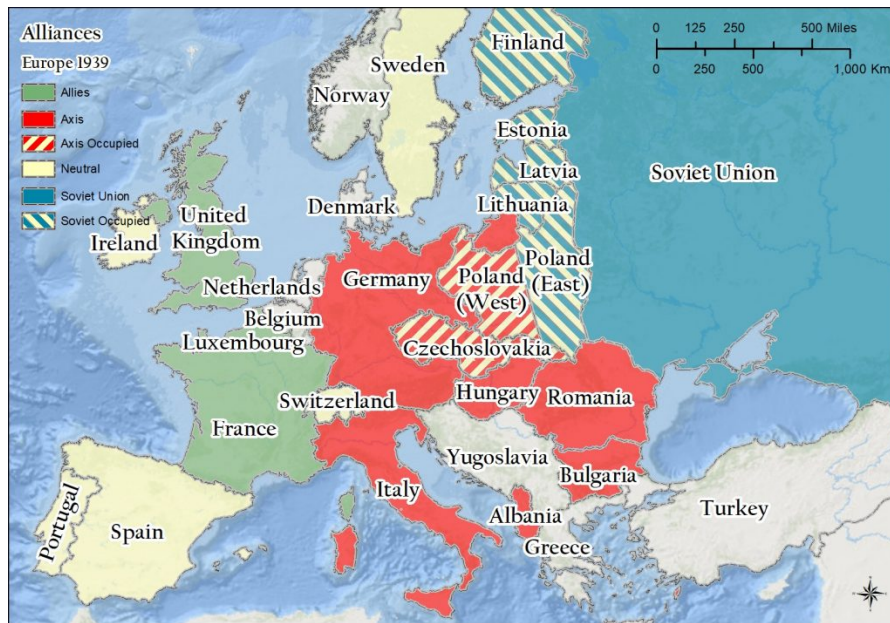 Alliances
Europe 1939
Allies
Axis
Axis Occupied
Neutral
Soviet Union
Soviet Occupied
0 125 250 500 Miles
0 250 500 1,000 Km
Finland
Sweden
Norway
Estonia
Latvia
Soviet Union
Lithuania
Denmark
United
Kingdom
Ireland
Poland
(East)
Poland
(West)
Germany
Netherlands
Belgium
Luxembourg
Czechoslovakia
Switzerland
Hungary
Romania
France
Yugoslavia
Bulgaria
Italy
Albania
Turkey
Portugal
Spain
Greece